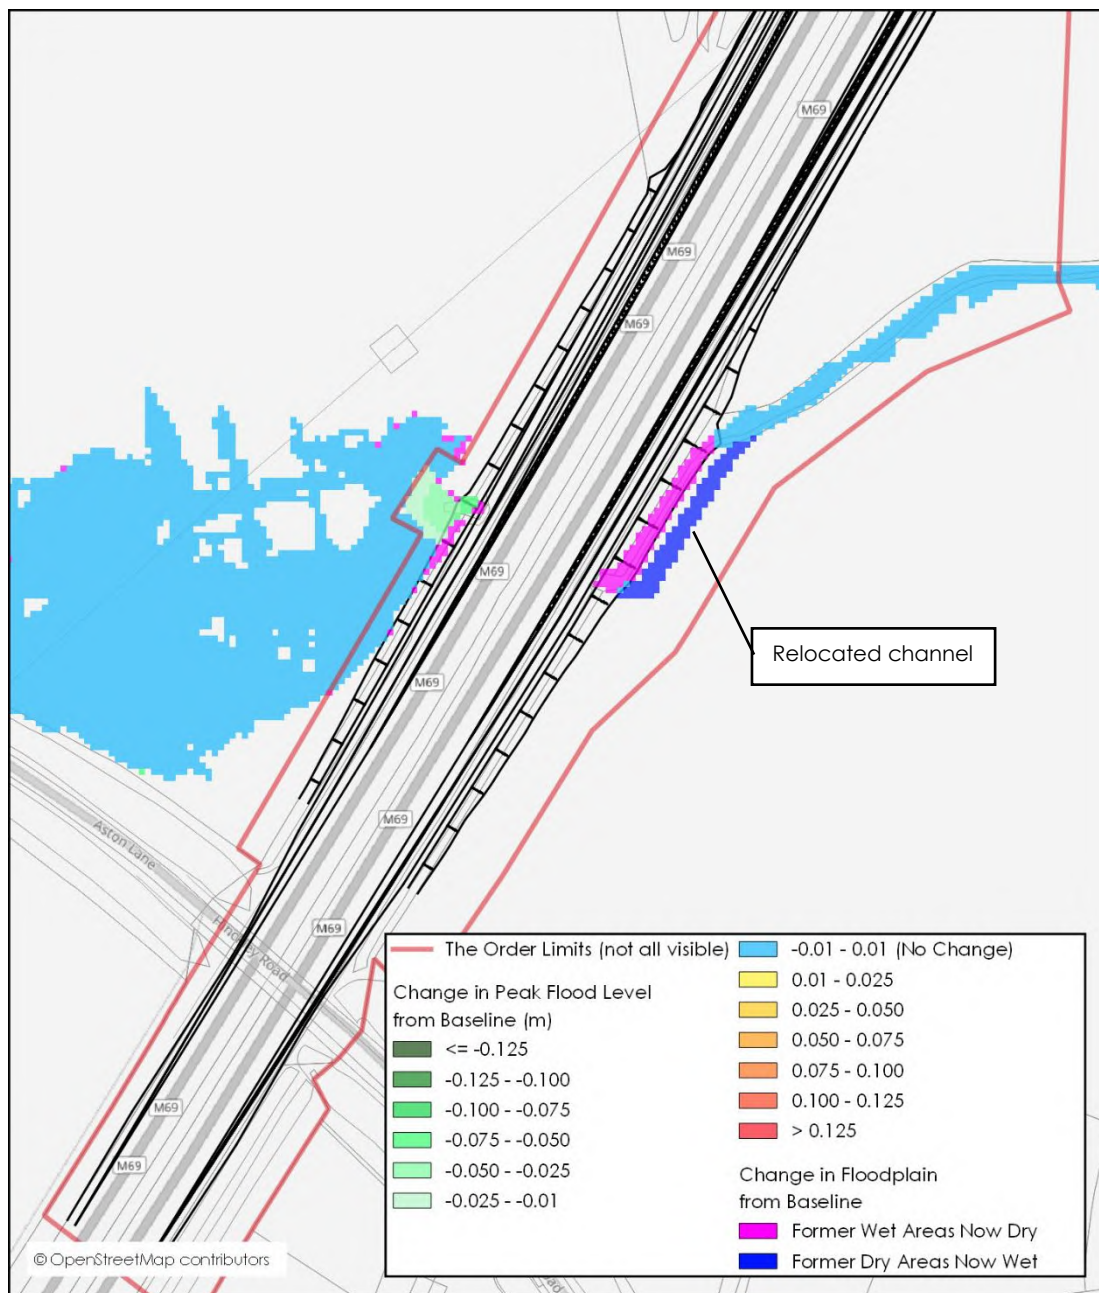 M69
M69
M69
M69
Relocated channel
M69
M69
Aston Lane
Hinckley Road
M69
M69
M69
The Order Limits (not all visible)
Change in Peak Flood Level
from Baseline (m)
<= -0.125
-0.125 - -0.100
-0.100 - -0.075
-0.075 - -0.050
-0.050 - -0.025
-0.025 - -0.01
-0.01 - 0.01 (No Change)
0.01 - 0.025
0.025 - 0.050
0.050 - 0.075
0.075 - 0.100
0.100 - 0.125
> 0.125
Change in Floodplain
from Baseline
Former Wet Areas Now Dry
Former Dry Areas Now Wet
© OpenStreetMap contributors